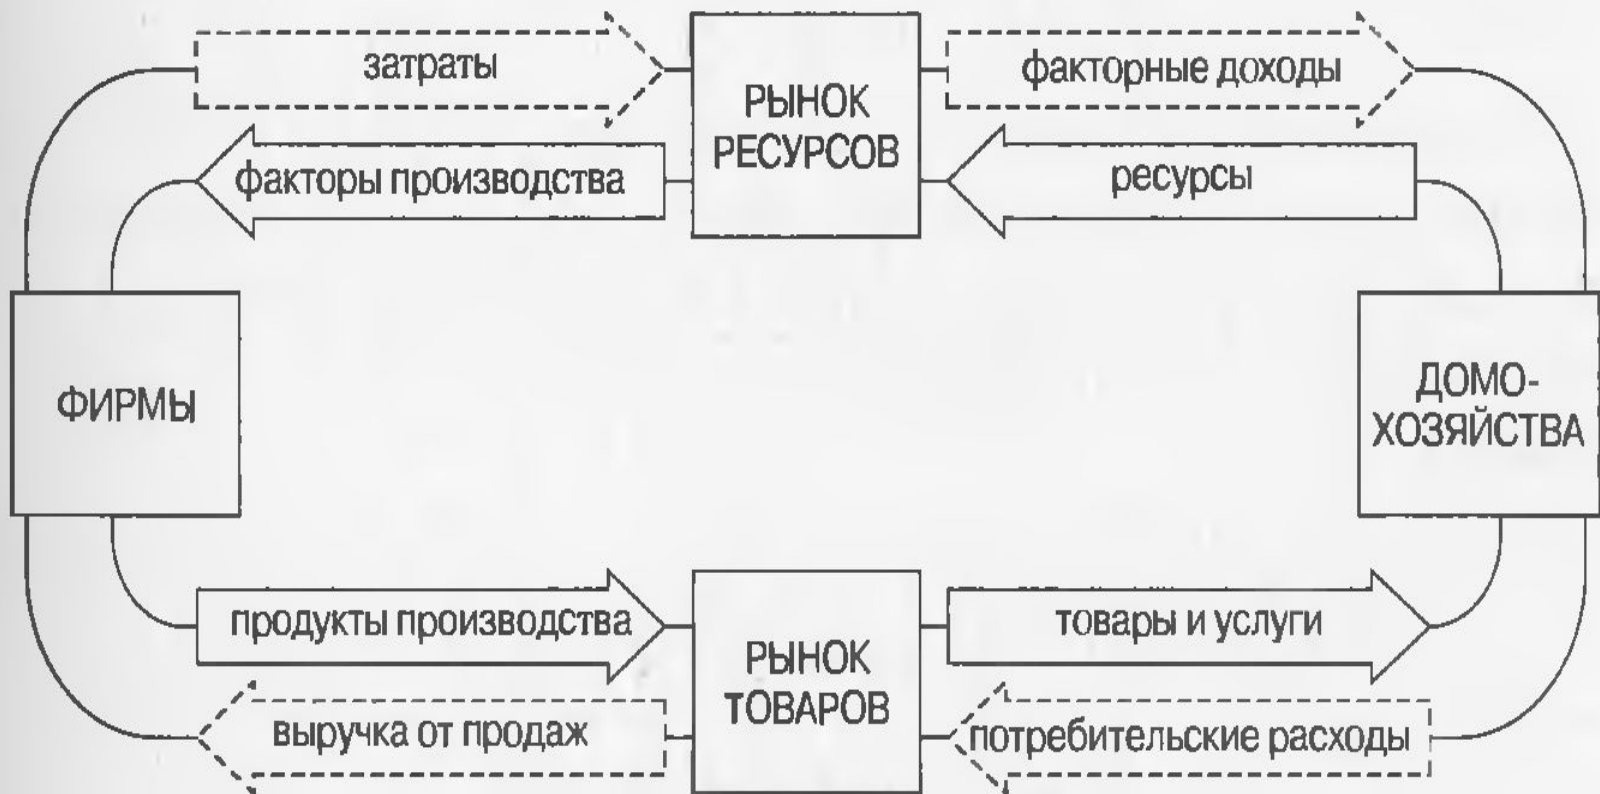 затраты
РЫНОК
РЕСУРСОВ
факторные доходы
факторы производства
ресурсы
ФИРМЫ
ДОМО-
ХОЗЯЙСТВА
продукты производства
РЫНОК
ТОВАРОВ
товары и услуги
выручка от продаж
потребительские расходы